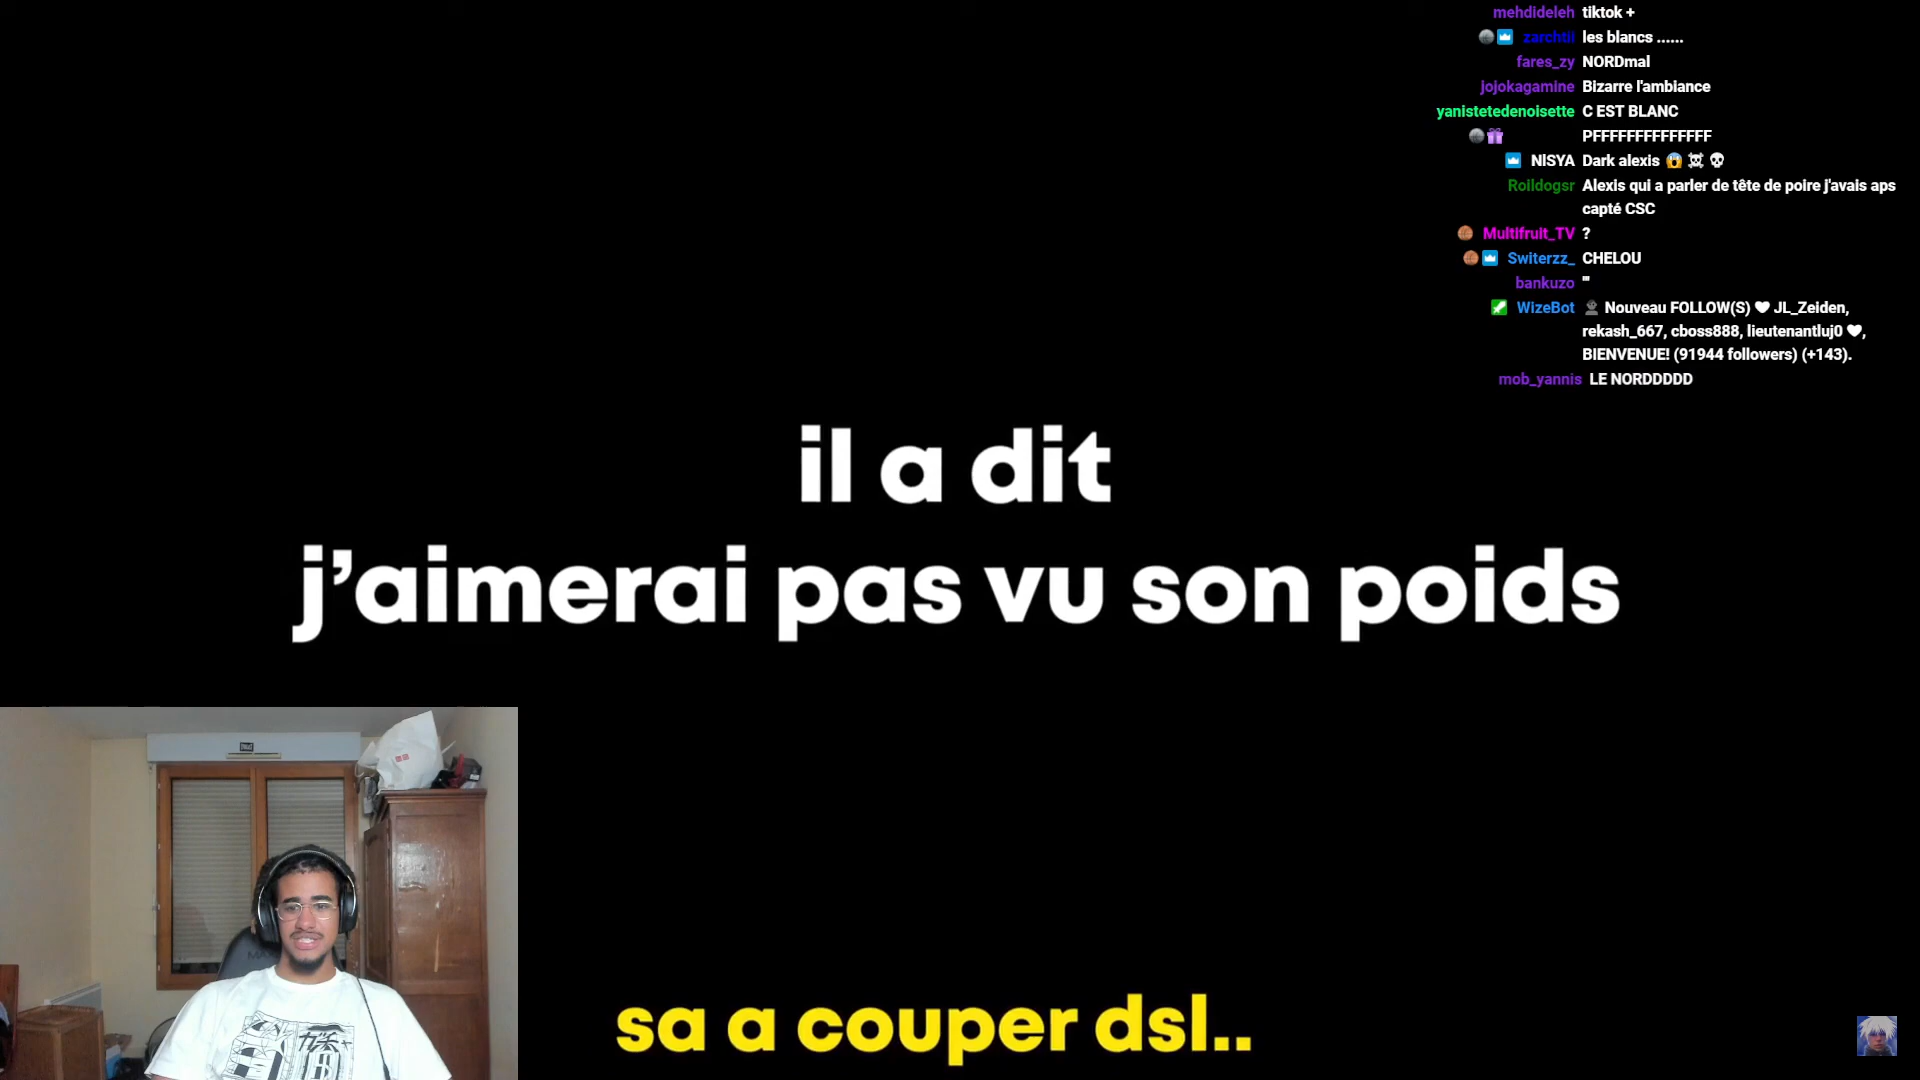 mehdideleh tiktok +
zarchtii les blancs ......
fares_zy NORDmal
jojokagamine Bizarre l'ambiance
yanistetedenoisette C EST BLANC
PFFFFFFFFFFFFFF
NISYA Dark alexis 😱 ☠️ 💀
Roildogsr Alexis qui a parler de tête de poire j'avais aps
capté CSC
Multifruit_TV ?
Switerzz_ CHELOU
bankuzo '''
WizeBot Nouveau FOLLOW(S) ♥ JL_Zeiden,
rekash_667, cboss888, lieutenantluj0 ♥,
BIENVENUE! (91944 followers) (+143).
mob_yannis LE NORDDDDD
il a dit
j’aimerai pas vu son poids
sa a couper dsl..